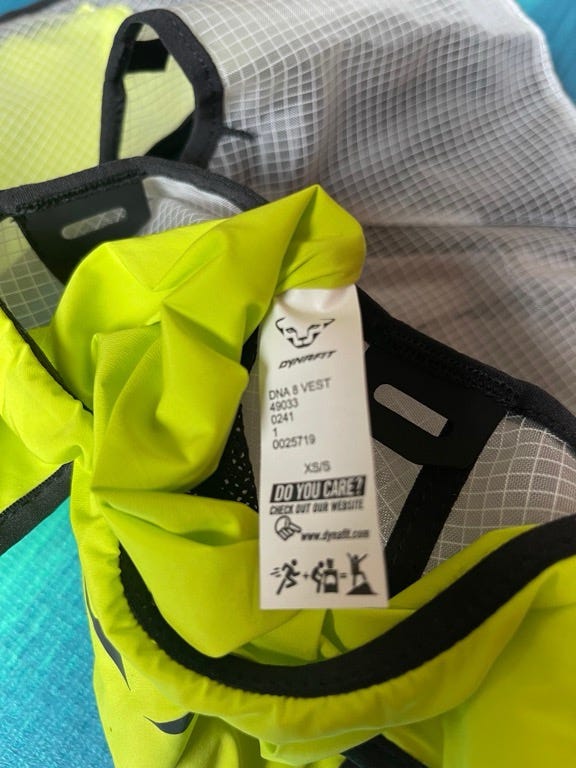 DYNAFIT
DNA 8 VEST
49033
0241
1
0025719
XS/S
DO YOU CARE?
CHECK OUT OUR WEBSITE
www.dynafit.com